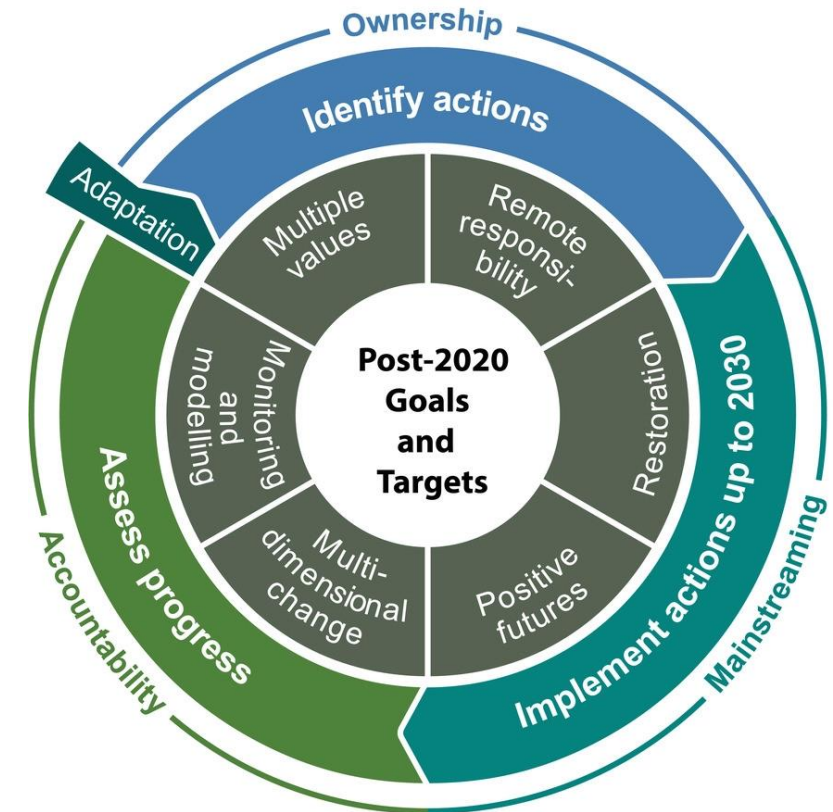 Ownership
Identify actions
Adaptation
Multiple
values
Remote
responsi-
bility
Restoration
Positive
futures
Multi-
dimensional
change
Monitoring
and
modelling
Post-2020
Goals
and
Targets
Implement actions up to 2030
Mainstreaming
Assess progress
Accountability